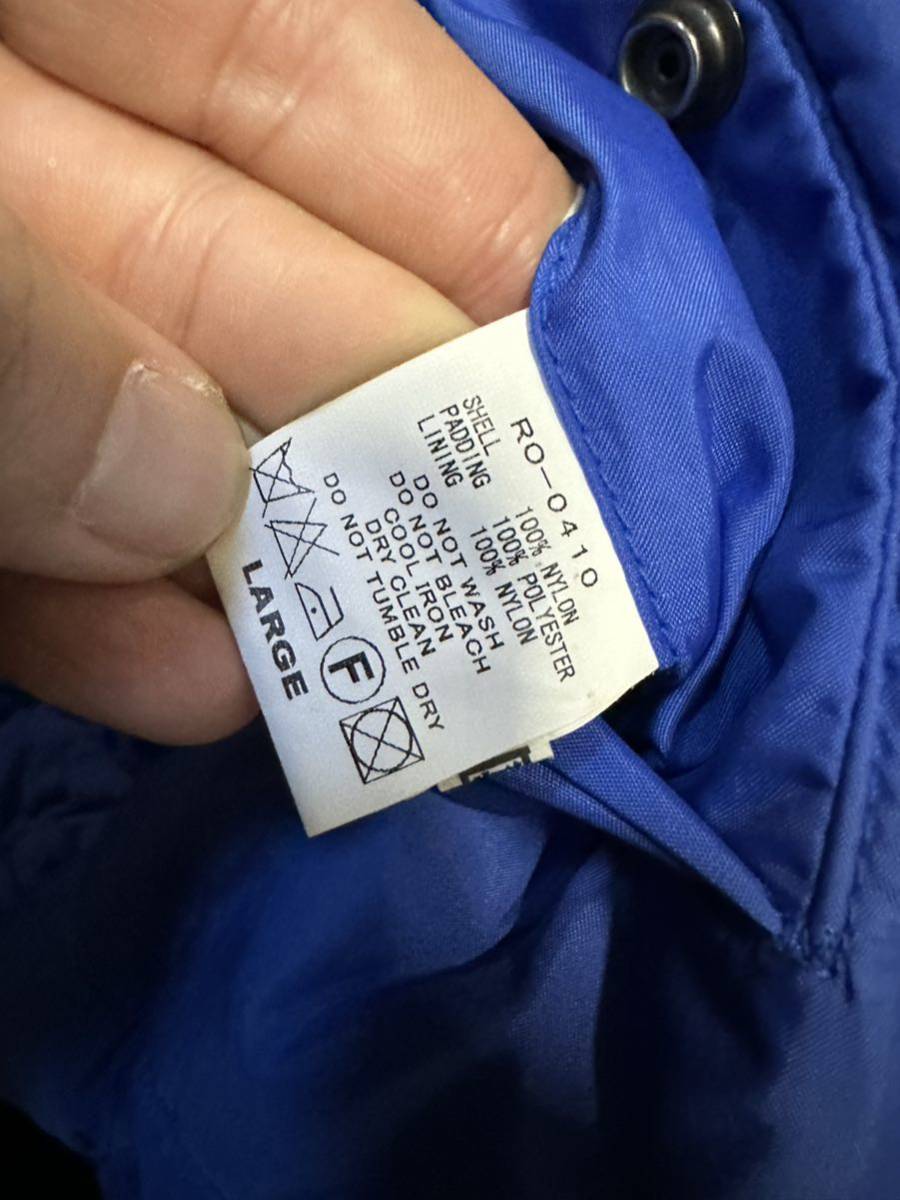 RO-0410
SHELL 100% NYLON
PADDING 100% POLYESTER
LINING 100% NYLON
DO NOT WASH
DO NOT BLEACH
COOL IRON
DRY CLEAN
DO NOT TUMBLE DRY
F
LARGE